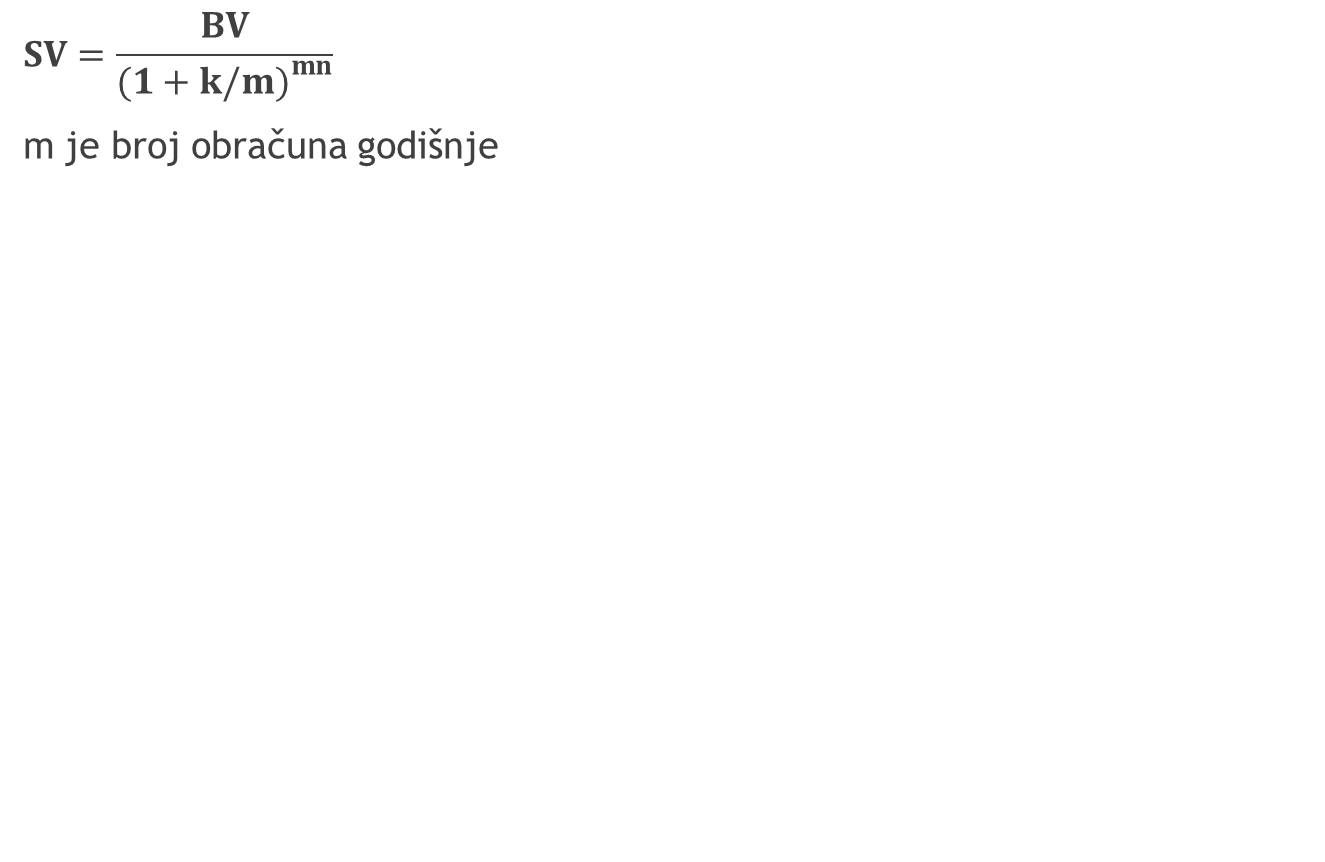 SV = BV / (1 + k/m)^mn
m je broj obračuna godišnje